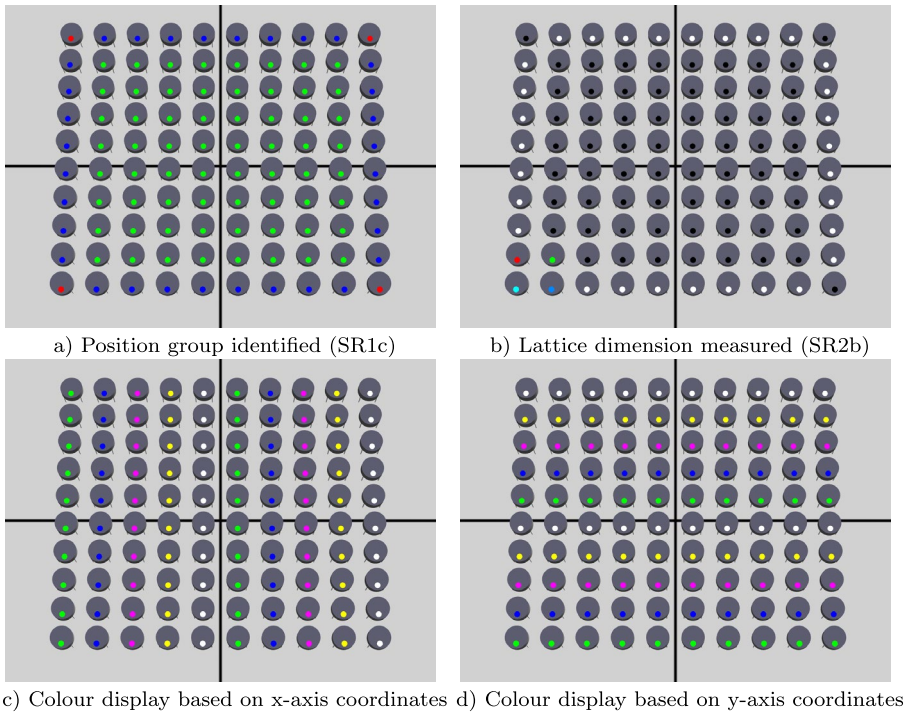 a) Position group identified (SR1c)
b) Lattice dimension measured (SR2b)
c) Colour display based on x-axis coordinates
d) Colour display based on y-axis coordinates